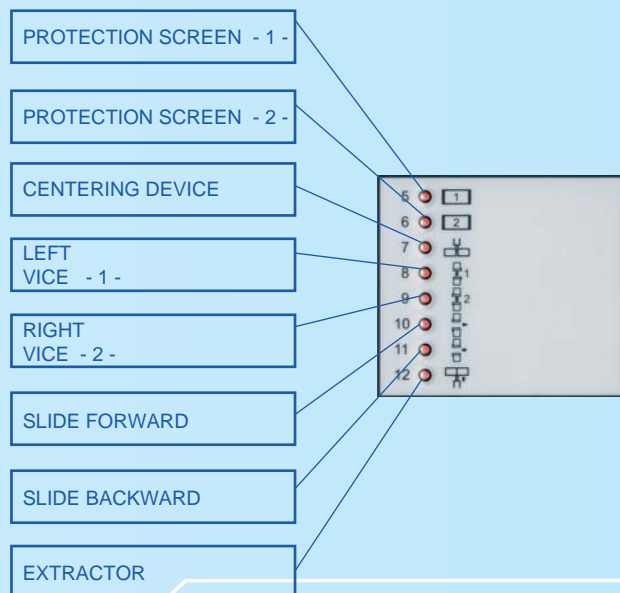 PROTECTION SCREEN - 1 -
PROTECTION SCREEN - 2 -
CENTERING DEVICE
LEFT
VICE - 1 -
RIGHT
VICE - 2 -
SLIDE FORWARD
SLIDE BACKWARD
EXTRACTOR
5 1
6 2
7
8 1
9 2
10
11
12